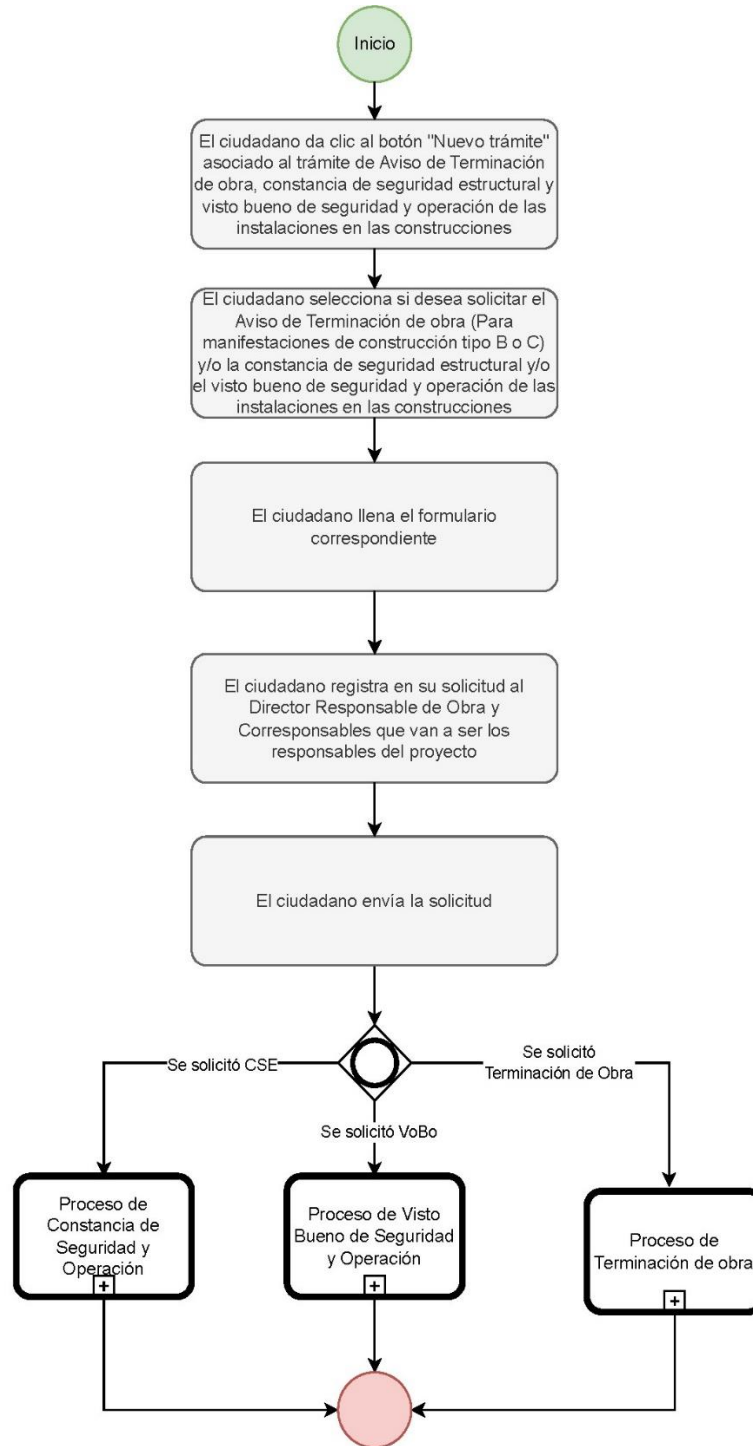 Inicio
El ciudadano da clic al botón "Nuevo trámite"
asociado al trámite de Aviso de Terminación
de obra, constancia de seguridad estructural y
visto bueno de seguridad y operación de las
instalaciones en las construcciones
El ciudadano selecciona si desea solicitar el
Aviso de Terminación de obra (Para
manifestaciones de construcción tipo B o C)
y/o la constancia de seguridad estructural y/o
el visto bueno de seguridad y operación de las
instalaciones en las construcciones
El ciudadano llena el formulario
correspondiente
El ciudadano registra en su solicitud al
Director Responsable de Obra y
Corresponsables que van a ser los
responsables del proyecto
El ciudadano envía la solicitud
Se solicitó CSE
Se solicitó VoBo
Se solicitó
Terminación de Obra
Proceso de
Constancia de
Seguridad y
Operación
Proceso de Visto
Bueno de Seguridad
y Operación
Proceso de
Terminación de obra